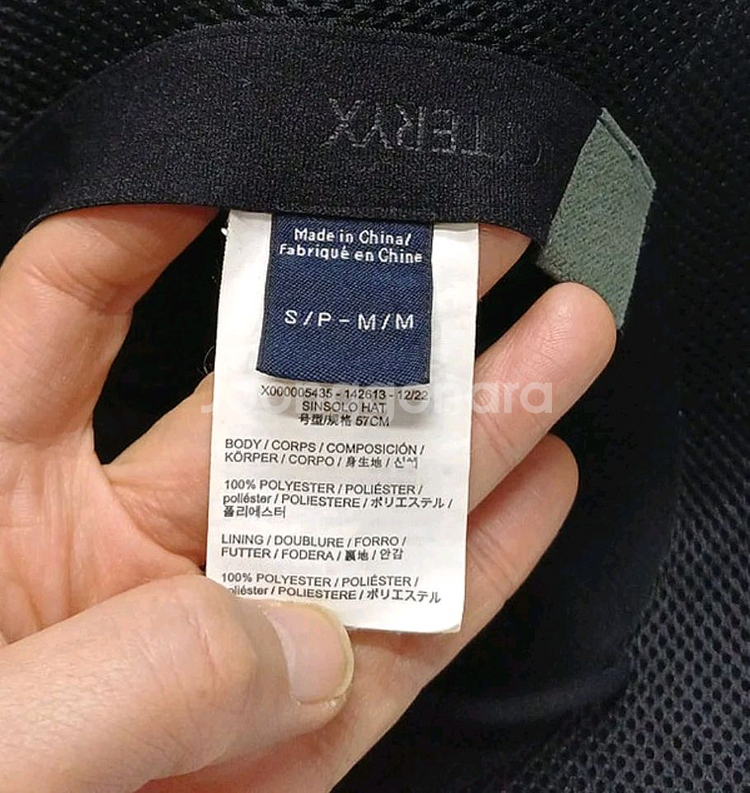 TERYX
Made in China/
Fabriqué en Chine
S/P - M/M
X000005435 - 142613 - 12/22
SINSOLO HAT
号型/规格 57CM
BODY / CORPS / COMPOSICIÓN /
KÖRPER / CORPO / 身生地 / 신서
100% POLYESTER / POLIÉSTER /
poliéster / POLIESTERE / ポリエステル /
폴리에스터
LINING / DOUBLURE / FORRO /
FUTTER / FODERA / 裏地 / 안감
100% POLYESTER / POLIÉSTER /
poliéster / POLIESTERE / ポリエステル